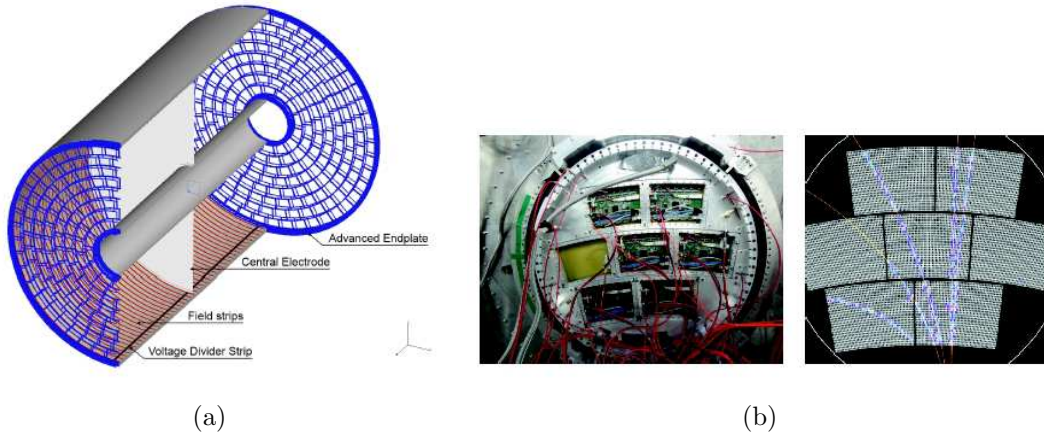 Advanced Endplate
Central Electrode
Field strips
Voltage Divider Strip
(a)
(b)